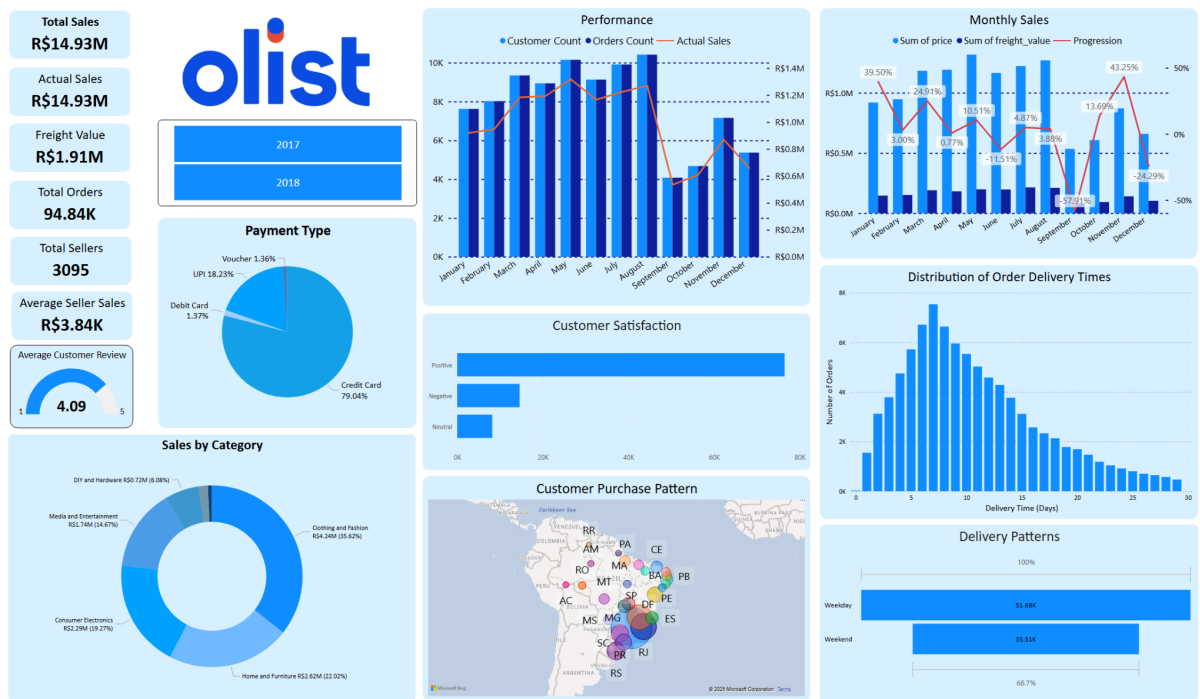 Total Sales
R$14.93M
Actual Sales
R$14.93M
Freight Value
R$1.91M
Total Orders
94.84K
Total Sellers
3095
Average Seller Sales
R$3.84K
Average Customer Review
1
4.09
5
olist
2017
2018
Payment Type
Voucher 1.36%
UPI 18.23%
Debit Card
1.37%
Credit Card
79.04%
Sales by Category
DIY and Hardware R$0.72M (6.08%)
Media and Entertainment
R$1.74M (14.67%)
Clothing and Fashion
R$4.24M (35.62%)
Consumer Electronics
R$2.29M (19.27%)
Home and Furniture R$2.62M (22.02%)
Performance
Customer Count Orders Count Actual Sales
10K
8K
6K
4K
2K
0K
R$1.4M
R$1.2M
R$1.0M
R$0.8M
R$0.6M
R$0.4M
R$0.2M
R$0.0M
January
February
March
April
May
June
July
August
September
October
November
December
Customer Satisfaction
Positive
Negative
Neutral
0K 20K 40K 60K 80K
Customer Purchase Pattern
Caribbean Sea
VENEZUELA
COLOMBIA
PERU
BOLIVIA
CHILE
ARGENTINA
RR
AM
PA
CE
RO
MA
MT
BA
PB
AC
SP
DF
PE
MS
MG
ES
SC
PR
RJ
RS
Microsoft Bing
© 2025 Microsoft Corporation Terms
Monthly Sales
Sum of price Sum of freight_value Progression
R$1.0M
R$0.5M
R$0.0M
50%
0%
-50%
39.50%
3.00%
24.91%
0.77%
10.51%
-11.51%
4.87%
3.88%
-57.91%
13.69%
43.25%
-24.29%
January
February
March
April
May
June
July
August
September
October
November
December
Distribution of Order Delivery Times
Number of Orders
8K
6K
4K
2K
0K
0 5 10 15 20 25 30
Delivery Time (Days)
Delivery Patterns
100%
Weekday
51.68K
Weekend
35.51K
68.7%